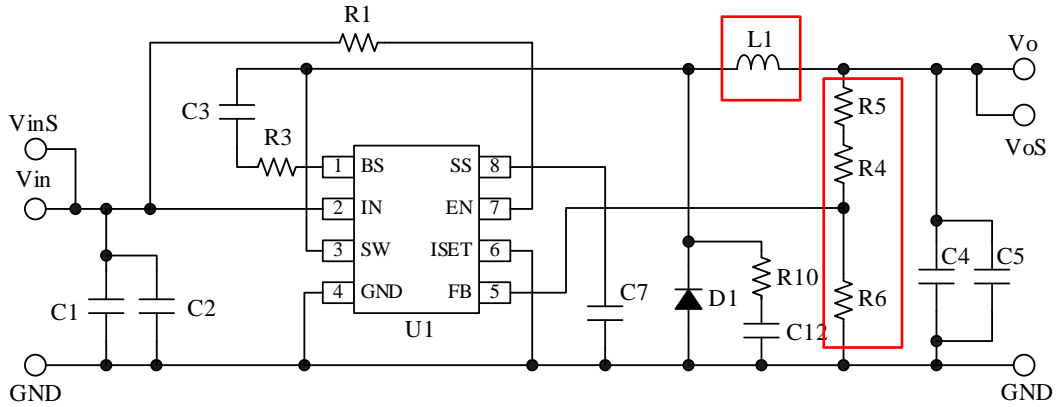 R1
L1
Vo
C3
R5
VinS
R3
VoS
Vin
1 BS SS 8
R4
2 IN EN 7
3 SW ISET 6
C4 C5
R10
4 GND FB 5
C7 D1 R6
C1 C2
U1
C12
GND GND